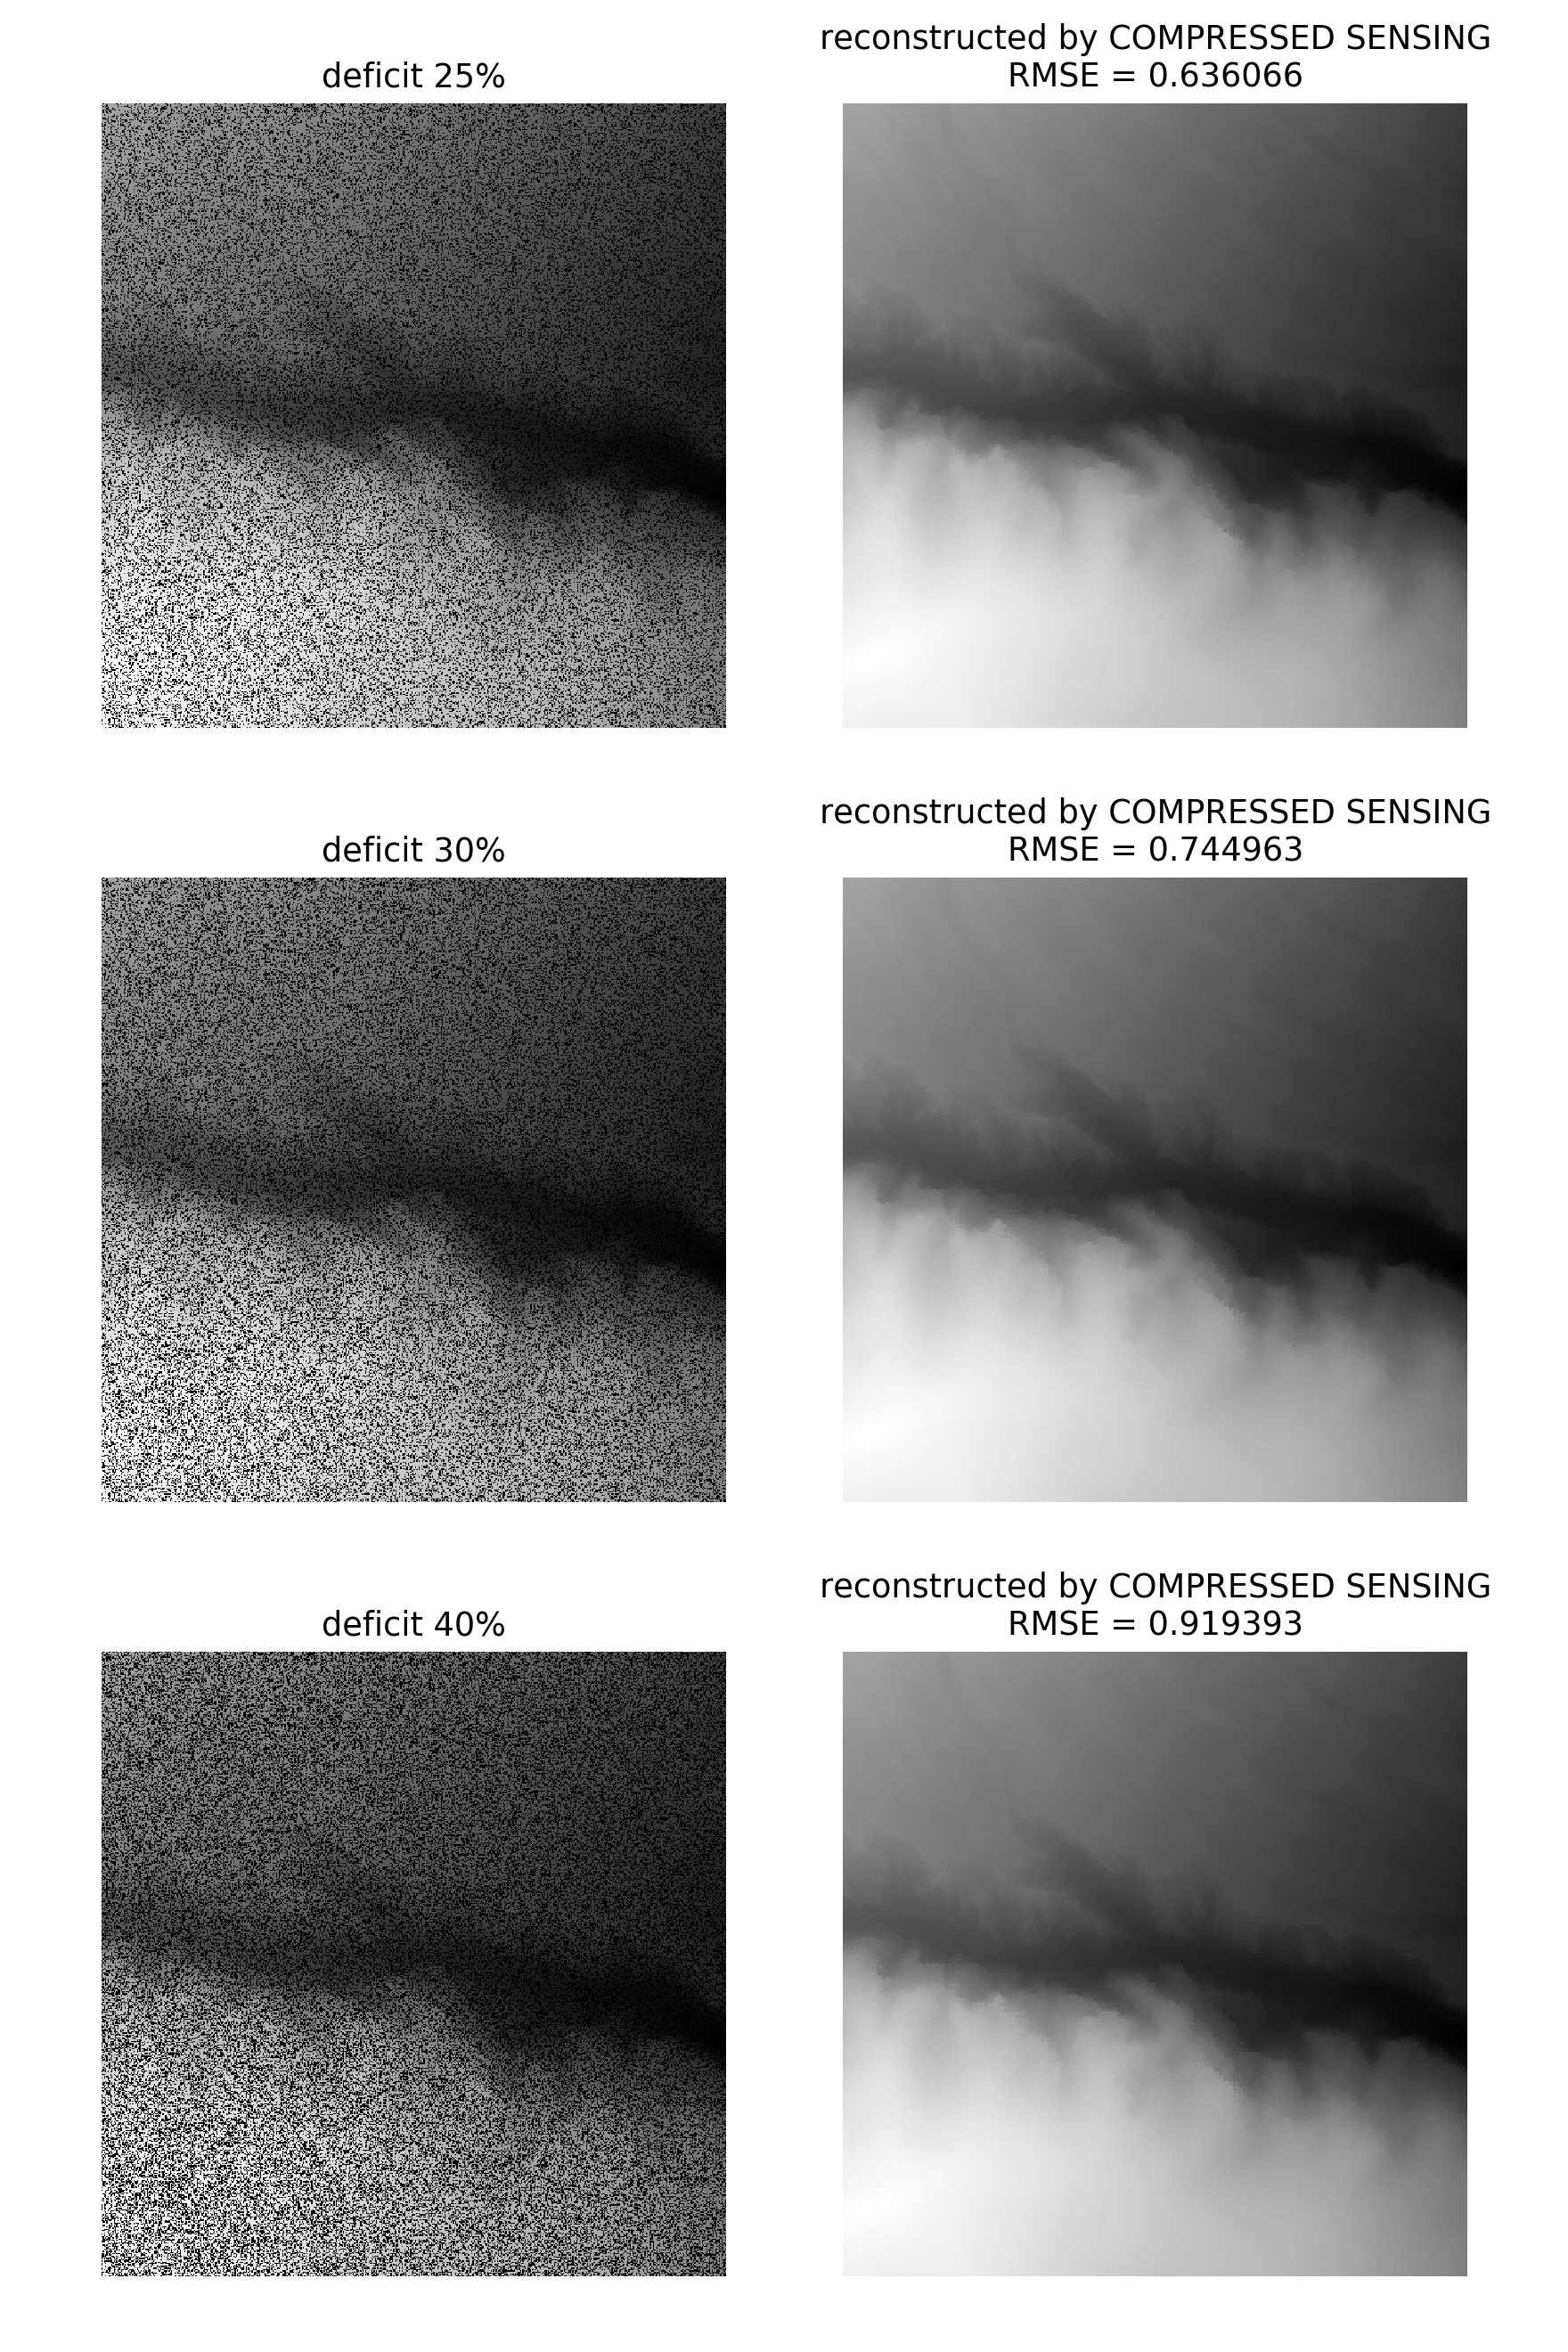 deficit 25%
reconstructed by COMPRESSED SENSING
RMSE = 0.636066
deficit 30%
reconstructed by COMPRESSED SENSING
RMSE = 0.744963
deficit 40%
reconstructed by COMPRESSED SENSING
RMSE = 0.919393